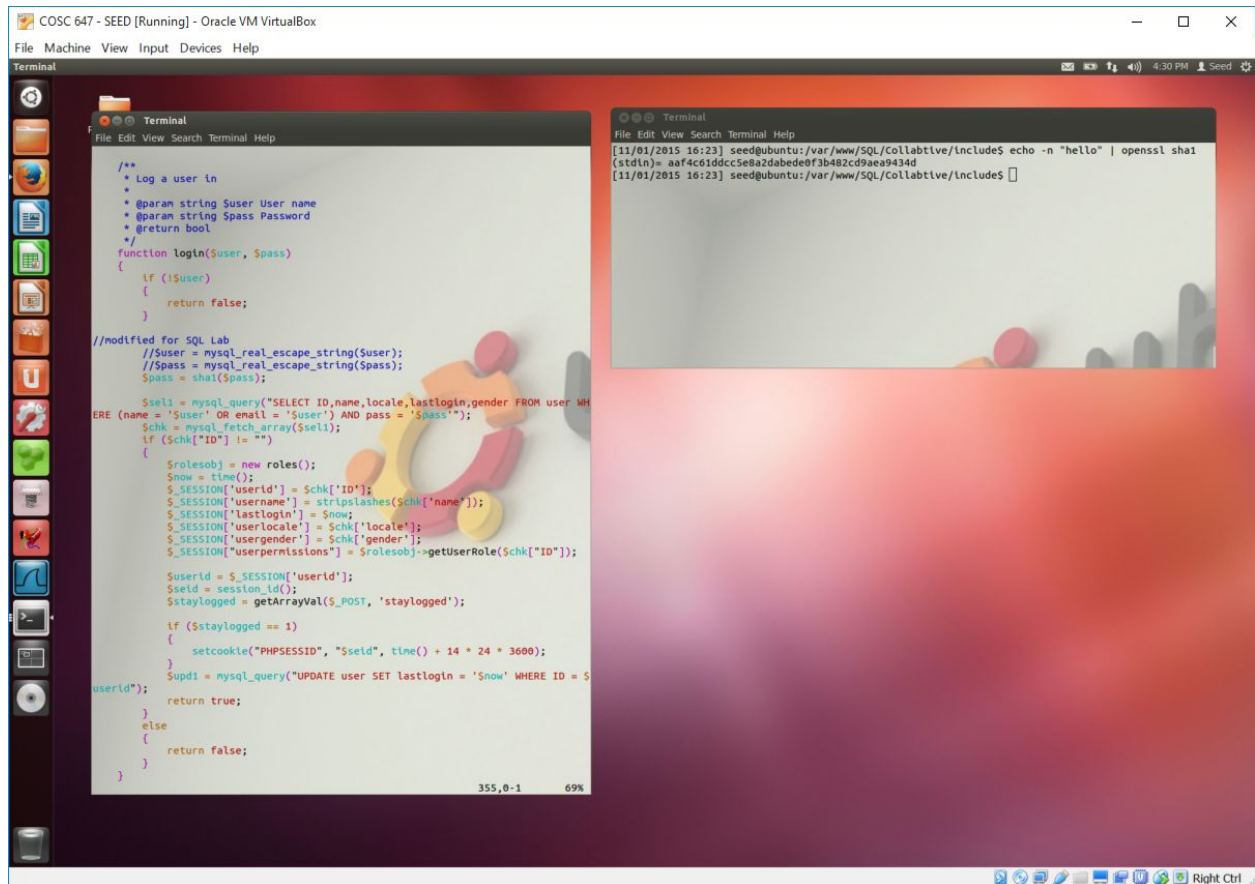 COSC 647 - SEED [Running] - Oracle VM VirtualBox
File Machine View Input Devices Help
Terminal
4:30 PM Seed
Terminal
File Edit View Search Terminal Help
/**
* Log a user in
*
* @param string $user User name
* @param string $pass Password
* @return bool
*/
function login($user, $pass)
{
if (!$user)
{
return false;
}
//modified for SQL Lab
//$user = mysql_real_escape_string($user);
//$pass = mysql_real_escape_string($pass);
$pass = sha1($pass);
$sel1 = mysql_query("SELECT ID,name,locale,lastlogin,gender FROM user WH
ERE (name = '$user' OR email = '$user') AND pass = '$pass'");
$chk = mysql_fetch_array($sel1);
if ($chk["ID"] != "")
{
$rolesobj = new roles();
$now = time();
$_SESSION['userid'] = $chk['ID'];
$_SESSION['username'] = stripslashes($chk['name']);
$_SESSION['lastlogin'] = $now;
$_SESSION['userlocale'] = $chk['locale'];
$_SESSION['usergender'] = $chk['gender'];
$_SESSION["userpermissions"] = $rolesobj->getUserRole($chk["ID"]);
$userid = $_SESSION['userid'];
$seid = session_id();
$staylogged = getArrayVal($_POST, 'staylogged');
if ($staylogged == 1)
{
setcookie("PHPSESSID", "$seid", time() + 14 * 24 * 3600);
}
$upd1 = mysql_query("UPDATE user SET lastlogin = '$now' WHERE ID = $
userid");
return true;
}
else
{
return false;
}
}
355,0-1 69%
Terminal
File Edit View Search Terminal Help
[11/01/2015 16:23] seed@ubuntu:/var/www/SQL/Collabtive/include$ echo -n "hello" | openssl sha1
(stdin)= aaf4c61ddcc5e8a2dabede0f3b482cd9aea9434d
[11/01/2015 16:23] seed@ubuntu:/var/www/SQL/Collabtive/include$
Right Ctrl